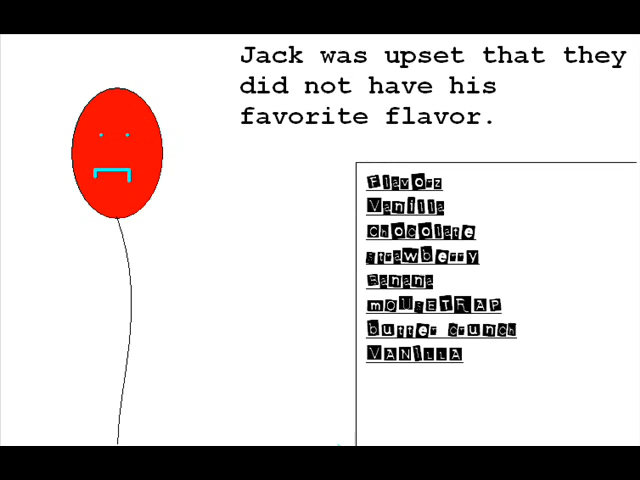 Jack was upset that they
did not have his
favorite flavor.
Flavorz
Vanilla
Chocolate
strawberry
Banana
mOUsETRAP
butter crunch
VANILLA